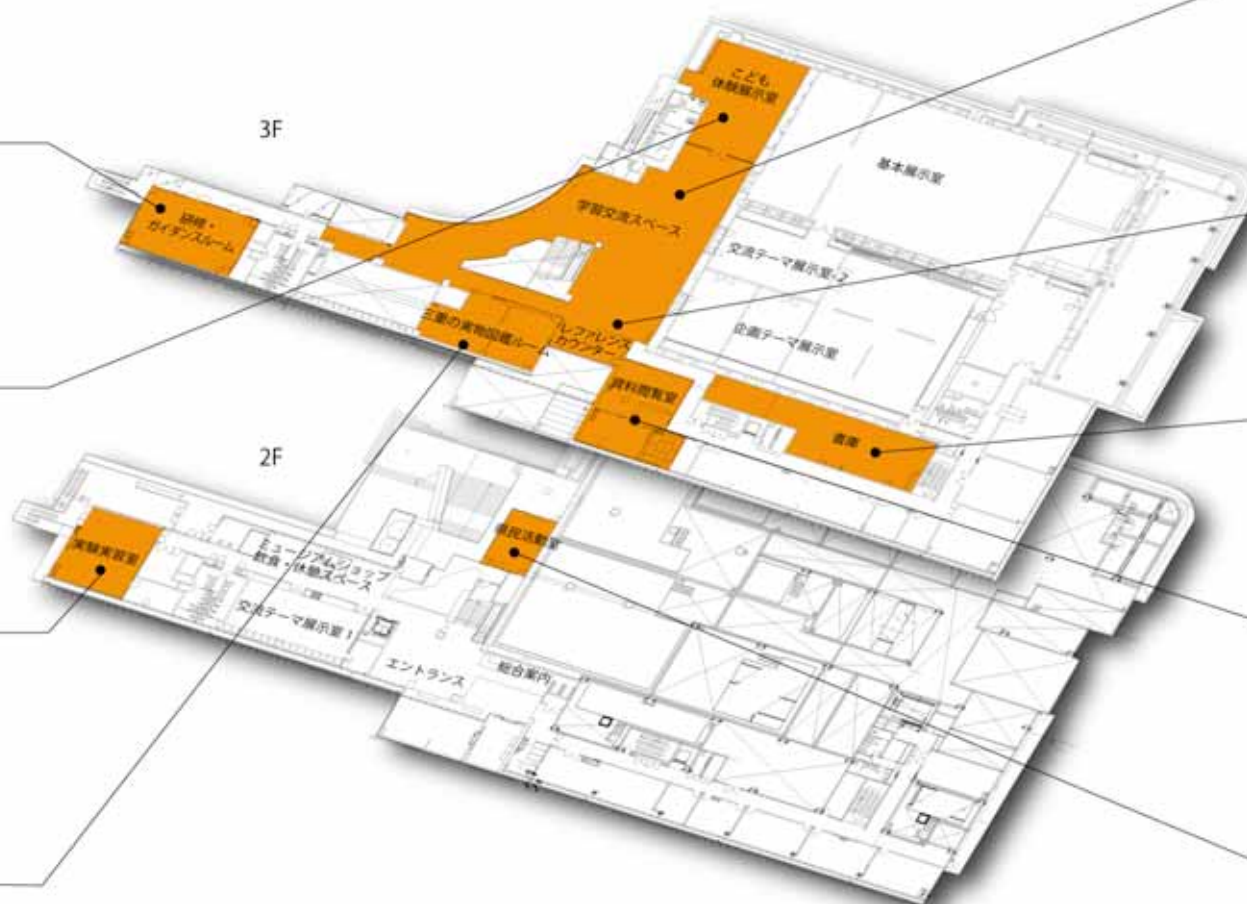 3F
こども
体験展示室
基本展示室
学習交流スペース
研修・
ガイダンスルーム
交流テーマ展示室 2
企画テーマ展示室
三重の実物図鑑ルーム
レファレンス
カウンター
資料閲覧室
書庫
2F
県民活動室
実験実習室
ミュージアムショップ
飲食・休憩スペース
交流テーマ展示室 1
エントランス
総合案内